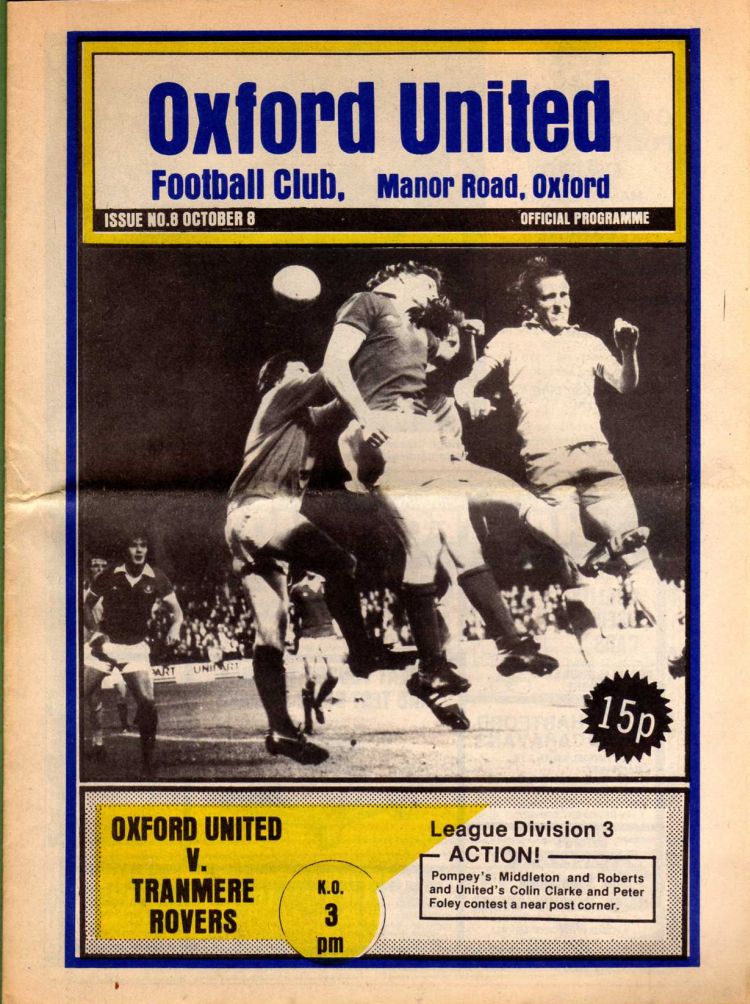 Oxford United
Football Club, Manor Road, Oxford
ISSUE NO.8 OCTOBER 8 OFFICIAL PROGRAMME
UNIPART
15p
OXFORD UNITED
V.
TRANMERE
ROVERS
K.O.
3
pm
League Division 3
ACTION!
Pompey's Middleton and Roberts
and United's Colin Clarke and Peter
Foley contest a near post corner.